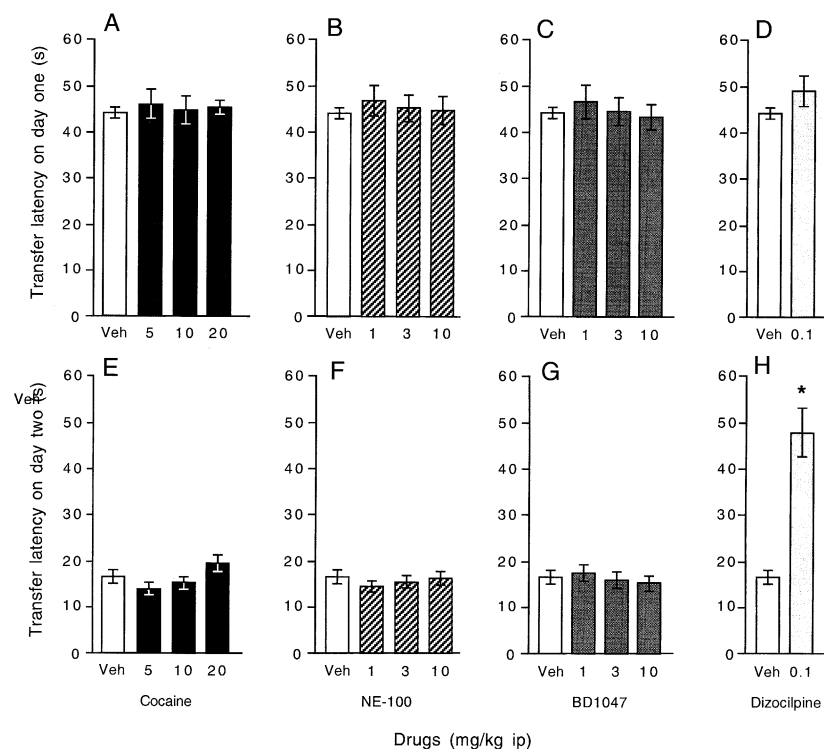 A B C D
Transfer latency on day one (s)
60 60 60 60
50 50 50 50
40 40 40 40
30 30 30 30
20 20 20 20
10 10 10 10
0 0 0 0
Veh 5 10 20 Veh 1 3 10 Veh 1 3 10 Veh 0.1
E F G H
Transfer latency on day two (s)
Veh
60 60 60 60
*
50 50 50 50
40 40 40 40
30 30 30 30
20 20 20 20
10 10 10 10
0 0 0 0
Veh 5 10 20 Veh 1 3 10 Veh 1 3 10 Veh 0.1
Cocaine NE-100 BD1047 Dizocilpine
Drugs (mg/kg ip)